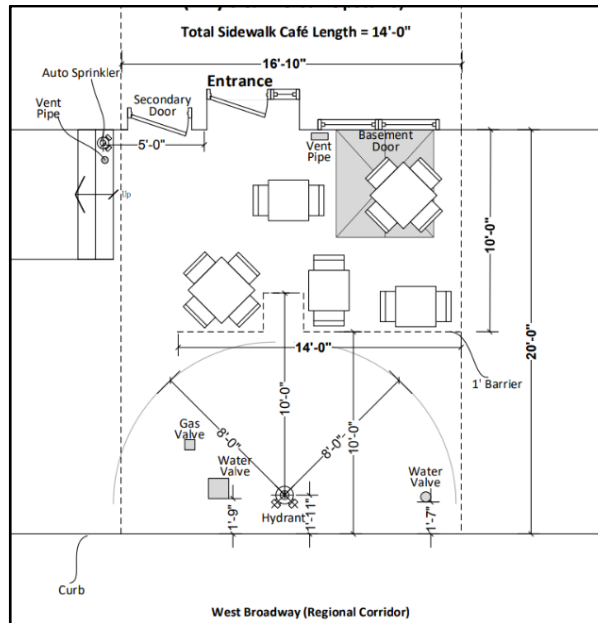 Total Sidewalk Café Length = 14'-0"
16'-10"
Auto Sprinkler
Entrance
Vent
Pipe
Secondary
Door
5'-0"
Vent
Pipe
Basement
Door
Up
10'-0"
20'-0"
14'-0"
1' Barrier
10'-0"
10'-0"
8'-0"
8'-0"
Gas
Valve
Water
Valve
Water
Valve
1'-9"
Hydrant
1'-11"
1'-7"
Curb
West Broadway (Regional Corridor)